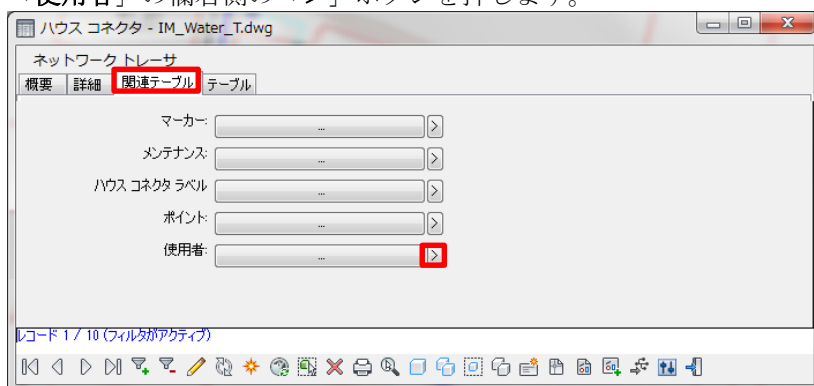 「使用者」の欄右側の「>」ボタンを押します。
ハウス コネクタ - IM_Water_T.dwg
ネットワーク トレーサ
概要 詳細 関連テーブル テーブル
マーカー: ... >
メンテナンス: ... >
ハウス コネクタ ラベル ... >
ポイント: ... >
使用者: ... >
レコード 1 / 10 (フィルタがアクティブ)